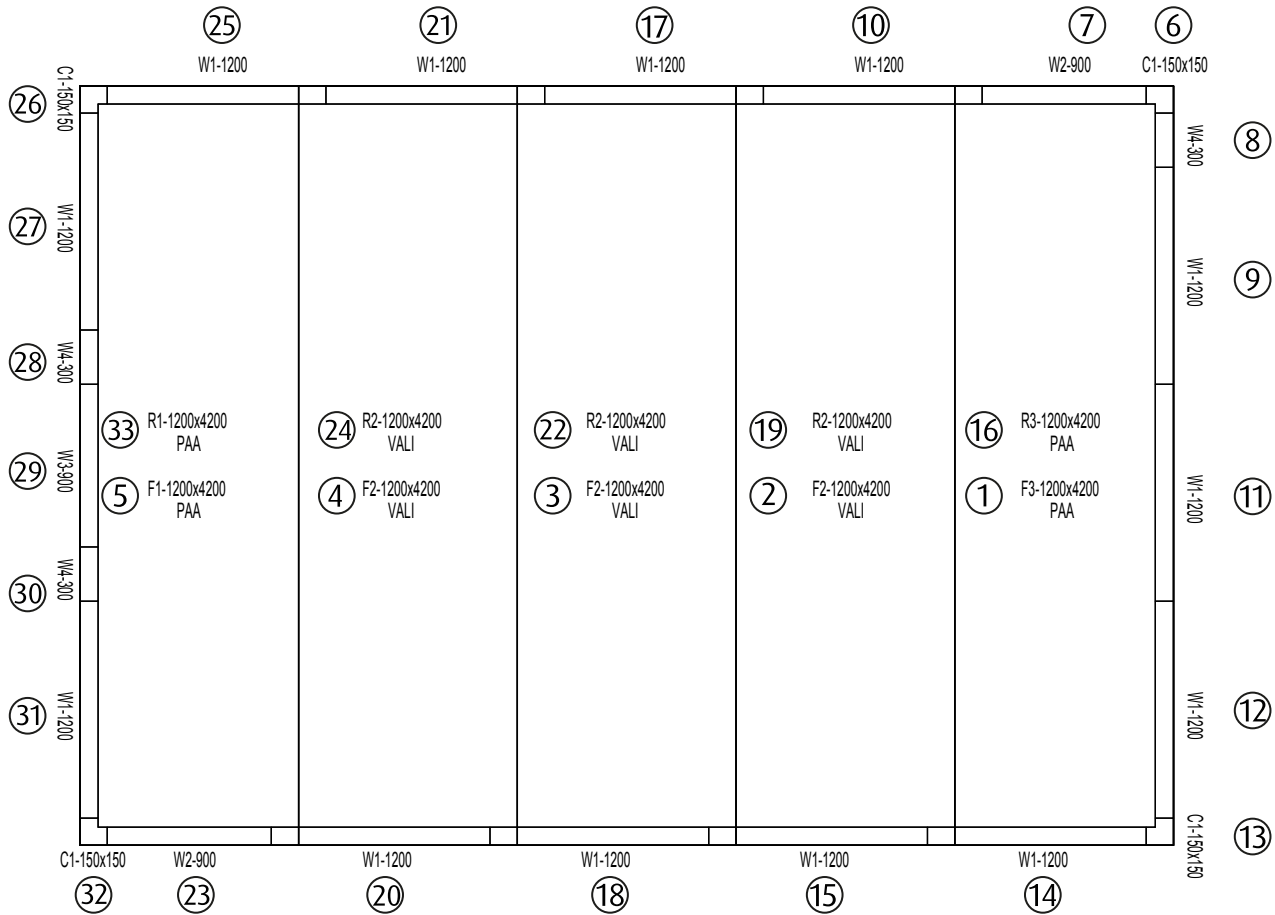 25 21 17 10 7 6
W1-1200 W1-1200 W1-1200 W1-1200 W2-900 C1-150x150
26 C1-150x150
W4-300 8
27 W1-1200
W1-1200 9
28 W4-300
33 R1-1200x4200 24 R2-1200x4200 22 R2-1200x4200 19 R2-1200x4200 16 R3-1200x4200
PAA VALI VALI VALI PAA
29 W3-900
5 F1-1200x4200 4 F2-1200x4200 3 F2-1200x4200 2 F2-1200x4200 1 F3-1200x4200
PAA VALI VALI VALI PAA
W1-1200 11
30 W4-300
31 W1-1200
W1-1200 12
C1-150x150 13
C1-150x150 W2-900 W1-1200 W1-1200 W1-1200 W1-1200
32 23 20 18 15 14